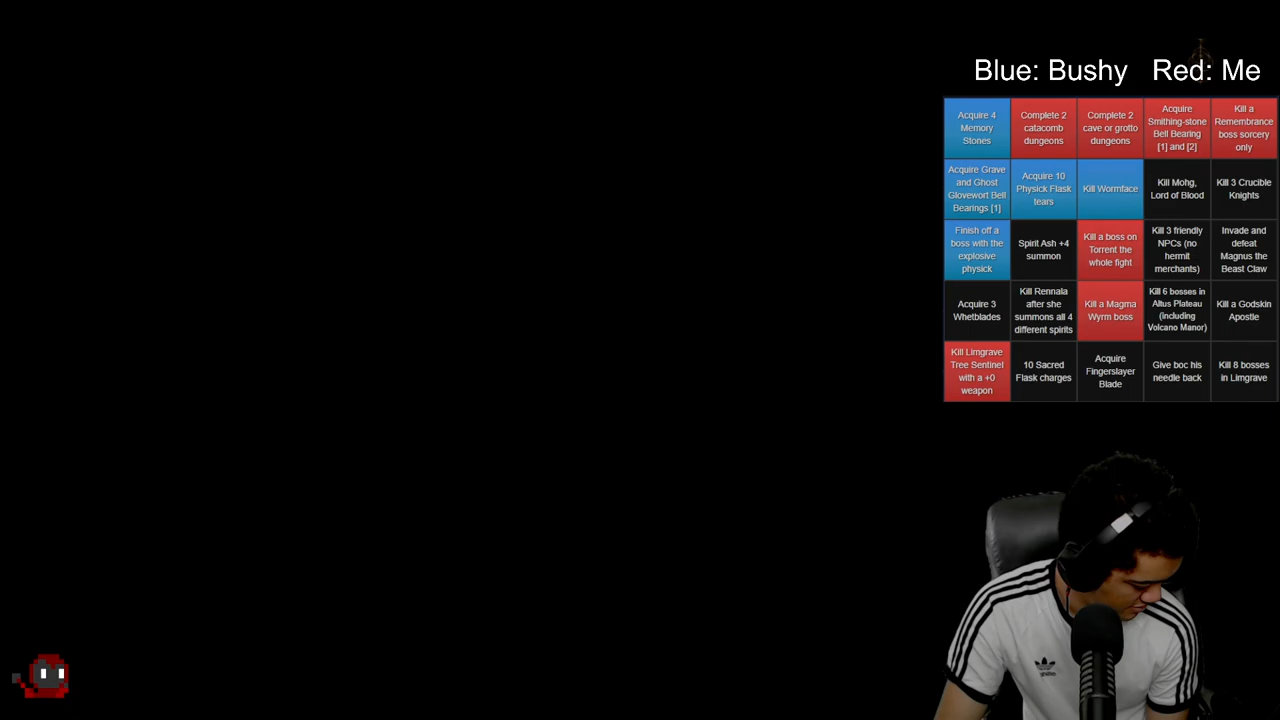 Blue: Bushy Red: Me
Acquire 4
Memory
Stones
Complete 2
catacomb
dungeons
Complete 2
cave or grotto
dungeons
Acquire
Smithing-stone
Bell Bearing
[1] and [2]
Kill a
Remembrance
boss sorcery
only
Acquire Grave
and Ghost
Glovewort Bell
Bearings [1]
Acquire 10
Physick Flask
tears
Kill Wormface
Kill Mohg,
Lord of Blood
Kill 3 Crucible
Knights
Finish off a
boss with the
explosive
physick
Spirit Ash +4
summon
Kill a boss on
Torrent the
whole fight
Kill 3 friendly
NPCs (no
hermit
merchants)
Invade and
defeat
Magnus the
Beast Claw
Acquire 3
Whetblades
Kill Rennala
after she
summons all 4
different spirits
Kill a Magma
Wyrm boss
Kill 6 bosses in
Altus Plateau
(including
Volcano Manor)
Kill a Godskin
Apostle
Kill Limgrave
Tree Sentinel
with a +0
weapon
10 Sacred
Flask charges
Acquire
Fingerslayer
Blade
Give boc his
needle back
Kill 8 bosses
in Limgrave